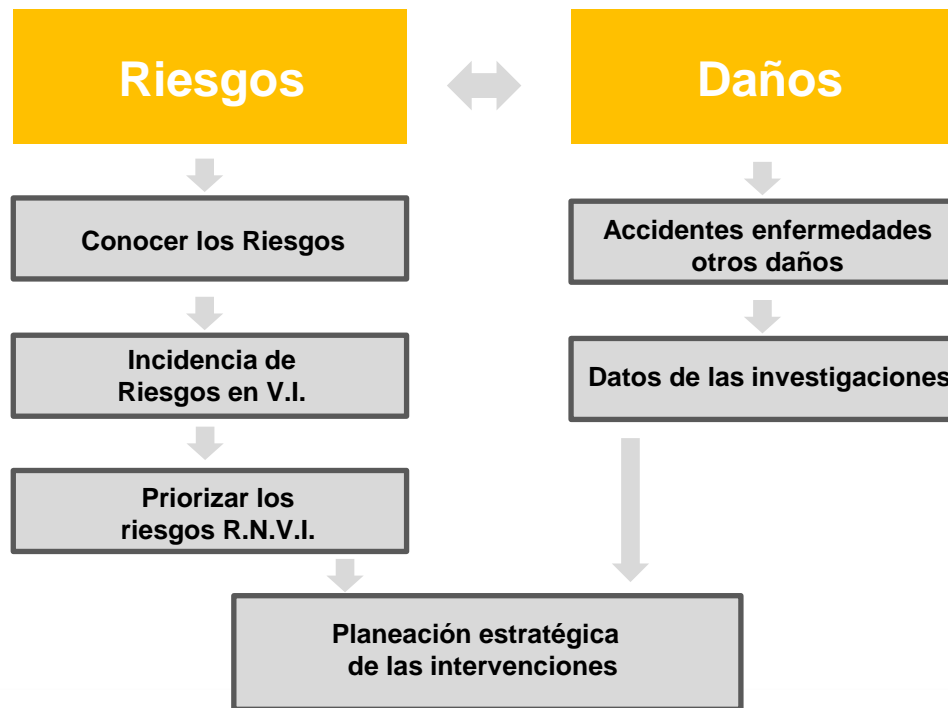 Riesgos
Daños
Conocer los Riesgos
Accidentes enfermedades
otros daños
Incidencia de
Riesgos en V.I.
Datos de las investigaciones
Priorizar los
riesgos R.N.V.I.
Planeación estratégica
de las intervenciones